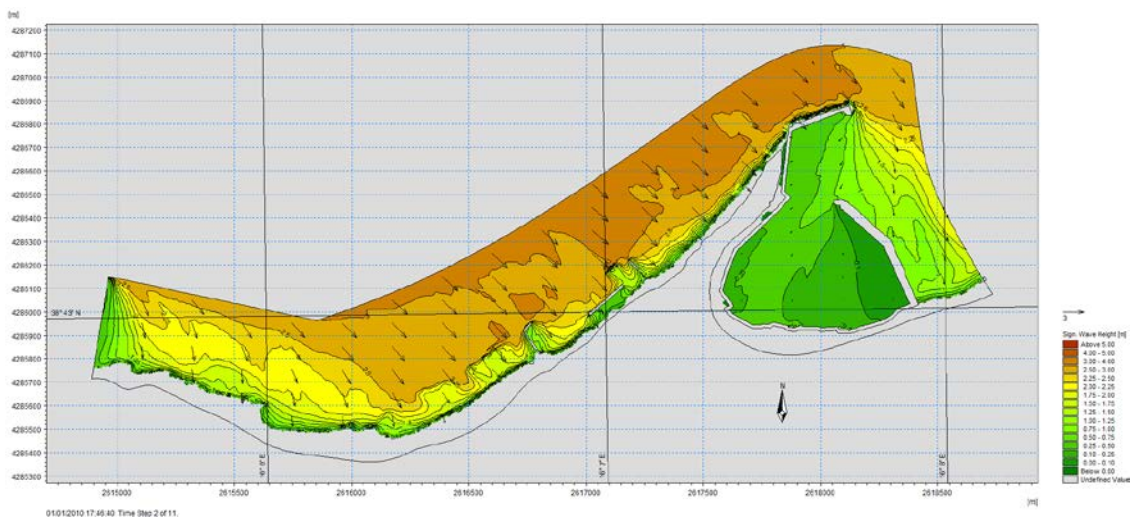 [m]
4287200
4287100
4287000
4286900
4286800
4286700
4286600
4286500
4286400
4286300
4286200
4286100
4286000
4285900
4285800
4285700
4285600
4285500
4285400
4285300
38° 43' N
N
3
Sign. Wave Height [m]
Above 5.00
4.00 - 5.00
3.00 - 4.00
2.50 - 3.00
2.25 - 2.50
2.00 - 2.25
1.75 - 2.00
1.50 - 1.75
1.25 - 1.50
1.00 - 1.25
0.75 - 1.00
0.50 - 0.75
0.25 - 0.50
0.10 - 0.25
0.00 - 0.10
Below 0.00
Undefined Value
2615000
2615500
2616000
2616500
2617000
2617500
2618000
2618500
[m]
01/01/2010 17:46:40 Time Step 2 of 11.